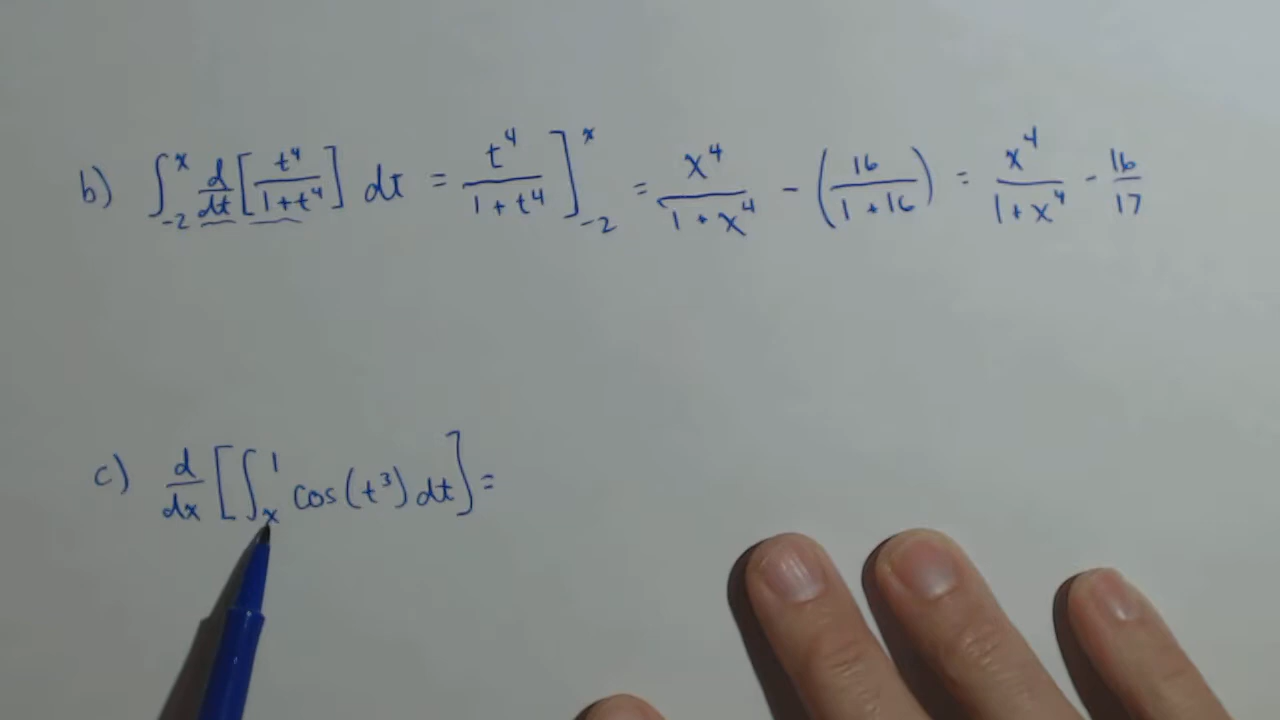 b) ∫_{-2}^{x} d/dt [t⁴/(1+t⁴)] dt = t⁴/(1+t⁴)]_{-2}^{x} = x⁴/(1+x⁴) - (16/(1+16)) = x⁴/(1+x⁴) - 16/17
c) d/dx [∫_{x}^{1} cos(t³) dt] =